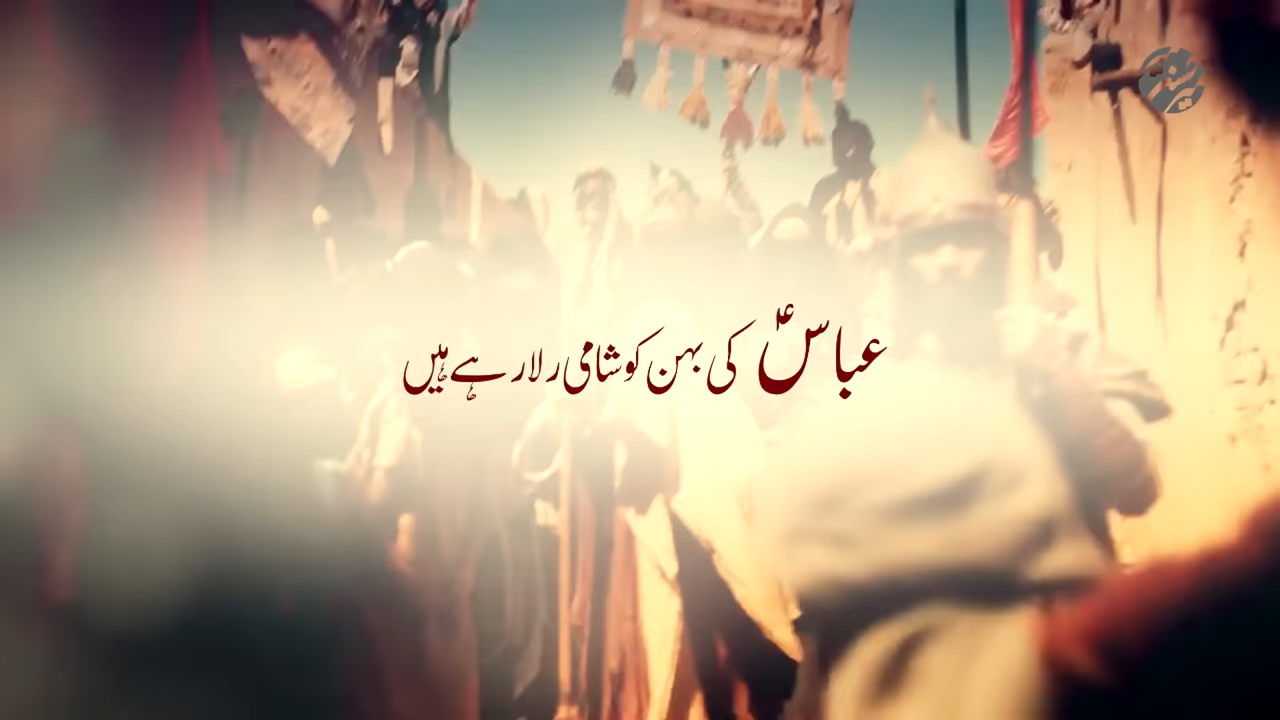 عباسؑ کی بہن کو شامی رلا رہے ہیں